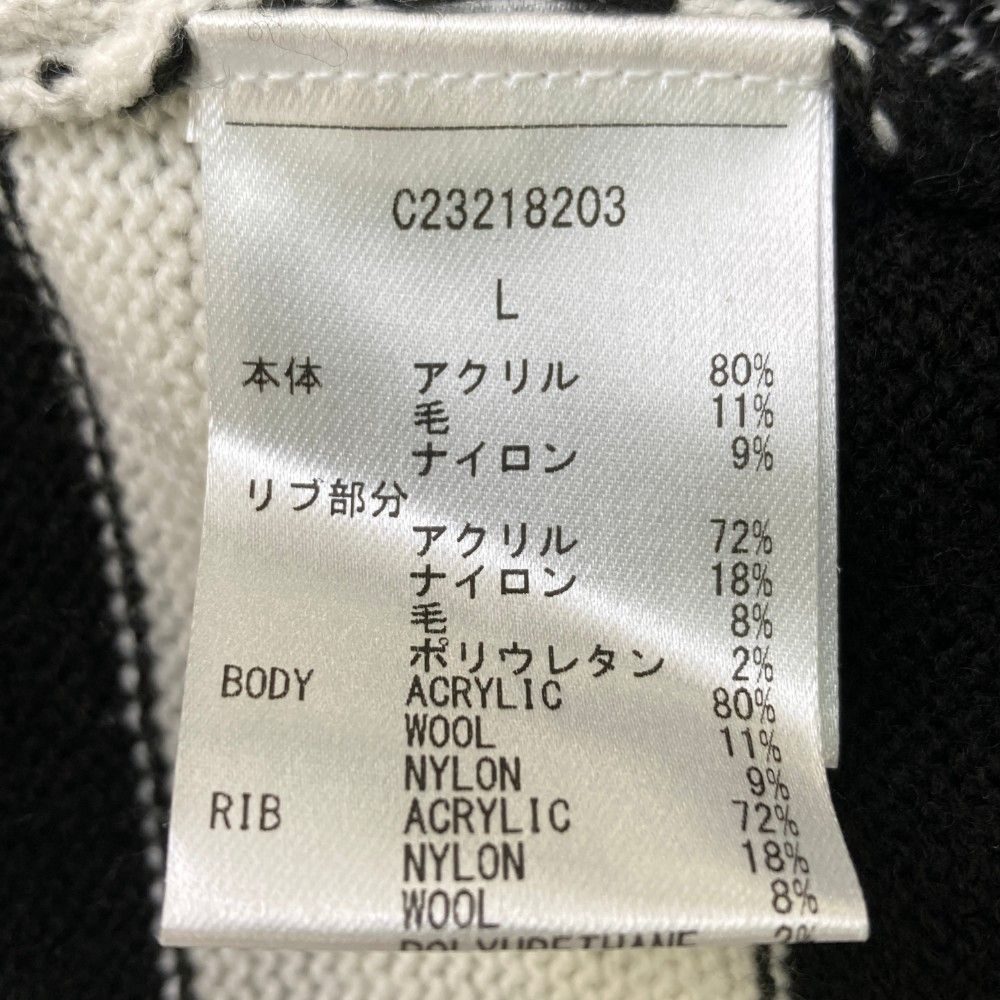 C23218203
L
本体 アクリル 80%
毛 11%
ナイロン 9%
リブ部分
アクリル 72%
ナイロン 18%
毛 8%
ポリウレタン 2%
BODY ACRYLIC 80%
WOOL 11%
NYLON 9%
RIB ACRYLIC 72%
NYLON 18%
WOOL 8%
POLYURETHANE 2%